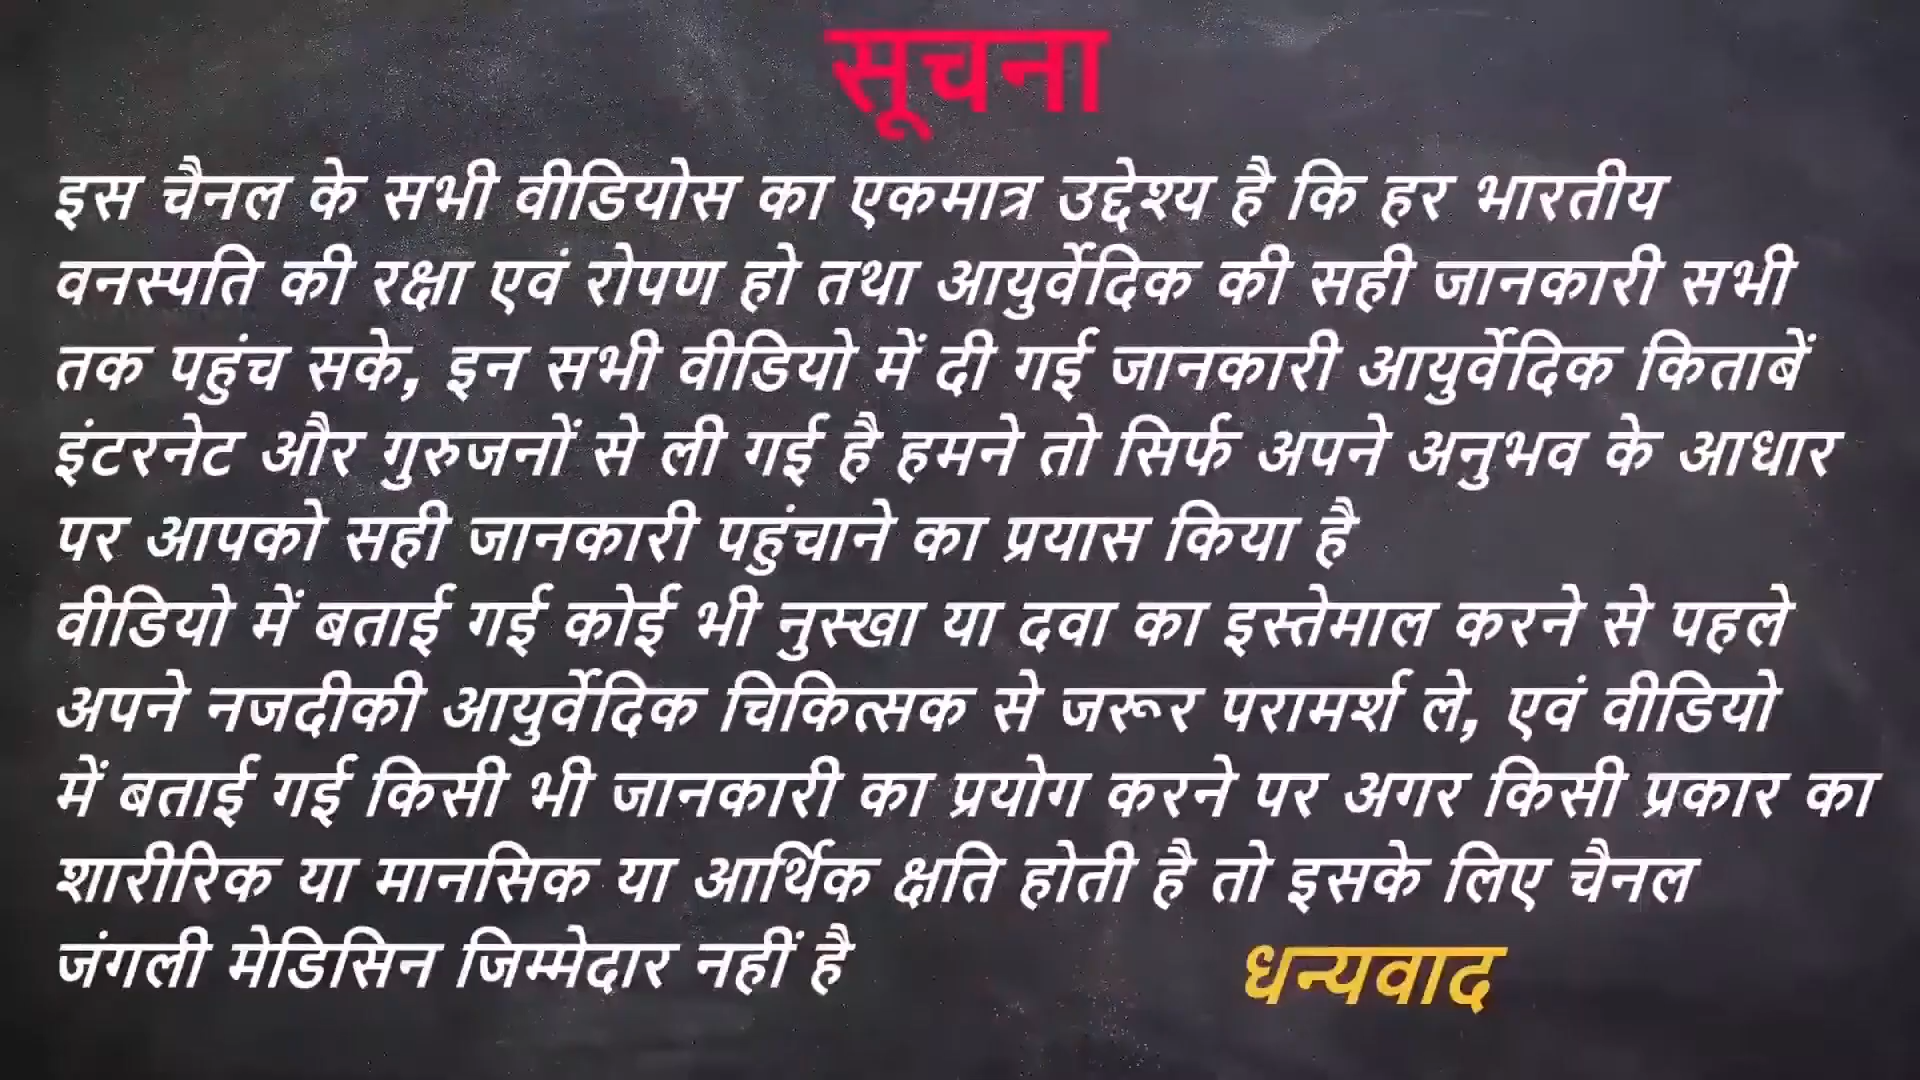 सूचना
इस चैनल के सभी वीडियोस का एकमात्र उद्देश्य है कि हर भारतीय
वनस्पति की रक्षा एवं रोपण हो तथा आयुर्वेदिक की सही जानकारी सभी
तक पहुंच सके, इन सभी वीडियो में दी गई जानकारी आयुर्वेदिक किताबें
इंटरनेट और गुरुजनों से ली गई है हमने तो सिर्फ अपने अनुभव के आधार
पर आपको सही जानकारी पहुंचाने का प्रयास किया है
वीडियो में बताई गई कोई भी नुस्खा या दवा का इस्तेमाल करने से पहले
अपने नजदीकी आयुर्वेदिक चिकित्सक से जरूर परामर्श ले, एवं वीडियो
में बताई गई किसी भी जानकारी का प्रयोग करने पर अगर किसी प्रकार का
शारीरिक या मानसिक या आर्थिक क्षति होती है तो इसके लिए चैनल
जंगली मेडिसिन जिम्मेदार नहीं है
धन्यवाद